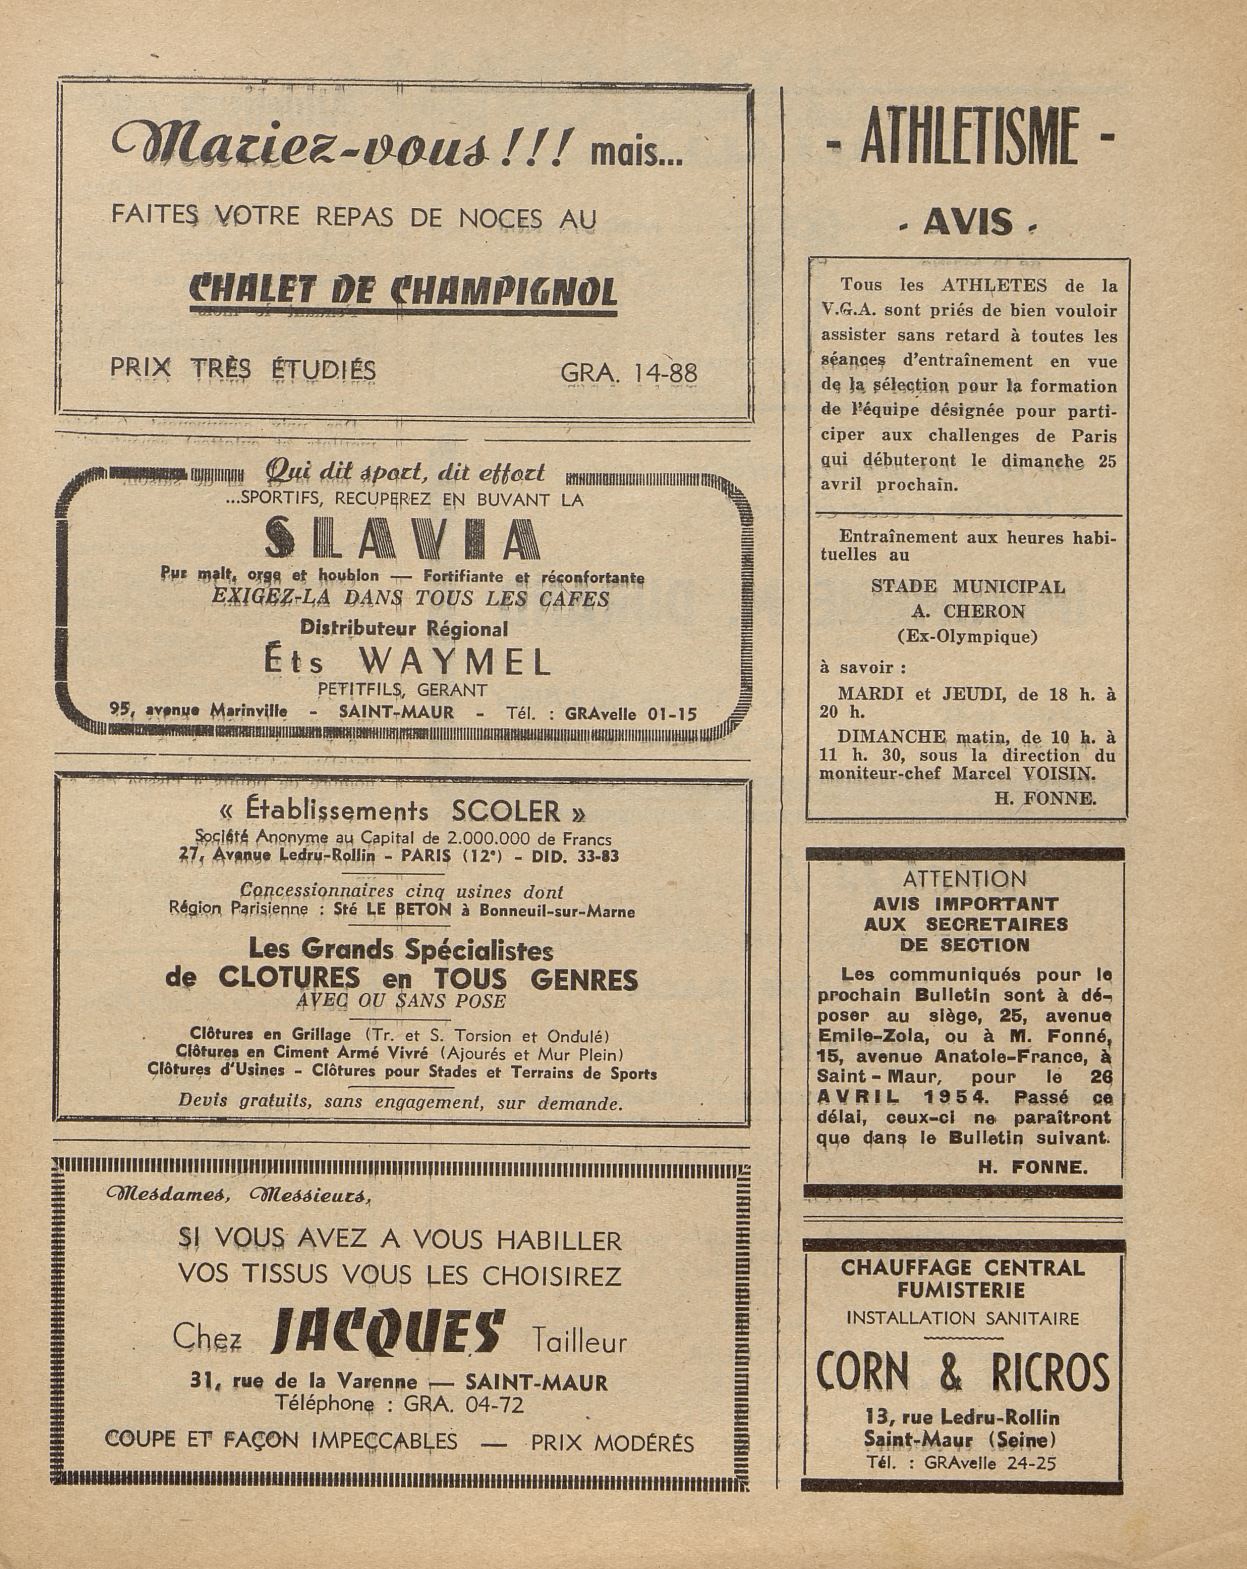 Mariez-vous !!! mais...
FAITES VOTRE REPAS DE NOCES AU
CHALET DE CHAMPIGNOL
PRIX TRÈS ÉTUDIÉS GRA. 14-88
Qui dit sport, dit effort
...SPORTIFS, RECUPEREZ EN BUVANT LA
SLAVIA
Pur malt, orge et houblon — Fortifiante et réconfortante
EXIGEZ-LA DANS TOUS LES CAFES
Distributeur Régional
Éts WAYMEL
PETITFILS, GERANT
95, avenue Marinville - SAINT-MAUR - Tél. : GRAvelle 01-15
« Établissements SCOLER »
Société Anonyme au Capital de 2.000.000 de Francs
27, Avenue Ledru-Rollin - PARIS (12e) - DID. 33-83
Concessionnaires cinq usines dont
Région Parisienne : Sté LE BETON à Bonneuil-sur-Marne
Les Grands Spécialistes
de CLOTURES en TOUS GENRES
AVEC OU SANS POSE
Clôtures en Grillage (Tr. et S. Torsion et Ondulé)
Clôtures en Ciment Armé Vivré (Ajourés et Mur Plein)
Clôtures d'Usines - Clôtures pour Stades et Terrains de Sports
Devis gratuits, sans engagement, sur demande.
Mesdames, Messieurs,
SI VOUS AVEZ A VOUS HABILLER
VOS TISSUS VOUS LES CHOISIREZ
Chez JACQUES Tailleur
31, rue de la Varenne — SAINT-MAUR
Téléphone : GRA. 04-72
COUPE ET FAÇON IMPECCABLES — PRIX MODÉRÉS
- ATHLETISME -
- AVIS -
Tous les ATHLETES de la
V.G.A. sont priés de bien vouloir
assister sans retard à toutes les
séances d'entraînement en vue
de la sélection pour la formation
de l'équipe désignée pour parti-
ciper aux challenges de Paris
qui débuteront le dimanche 25
avril prochain.
Entraînement aux heures habi-
tuelles au
STADE MUNICIPAL
A. CHERON
(Ex-Olympique)
à savoir :
MARDI et JEUDI, de 18 h. à
20 h.
DIMANCHE matin, de 10 h. à
11 h. 30, sous la direction du
moniteur-chef Marcel VOISIN.
H. FONNE.
ATTENTION
AVIS IMPORTANT
AUX SECRETAIRES
DE SECTION
Les communiqués pour le
prochain Bulletin sont à dé-
poser au siège, 25, avenue
Emile-Zola, ou à M. Fonné,
15, avenue Anatole-France, à
Saint-Maur, pour le 26
AVRIL 1954. Passé ce
délai, ceux-ci ne paraîtront
que dans le Bulletin suivant.
H. FONNE.
CHAUFFAGE CENTRAL
FUMISTERIE
INSTALLATION SANITAIRE
CORN & RICROS
13, rue Ledru-Rollin
Saint-Maur (Seine)
Tél. : GRAvelle 24-25